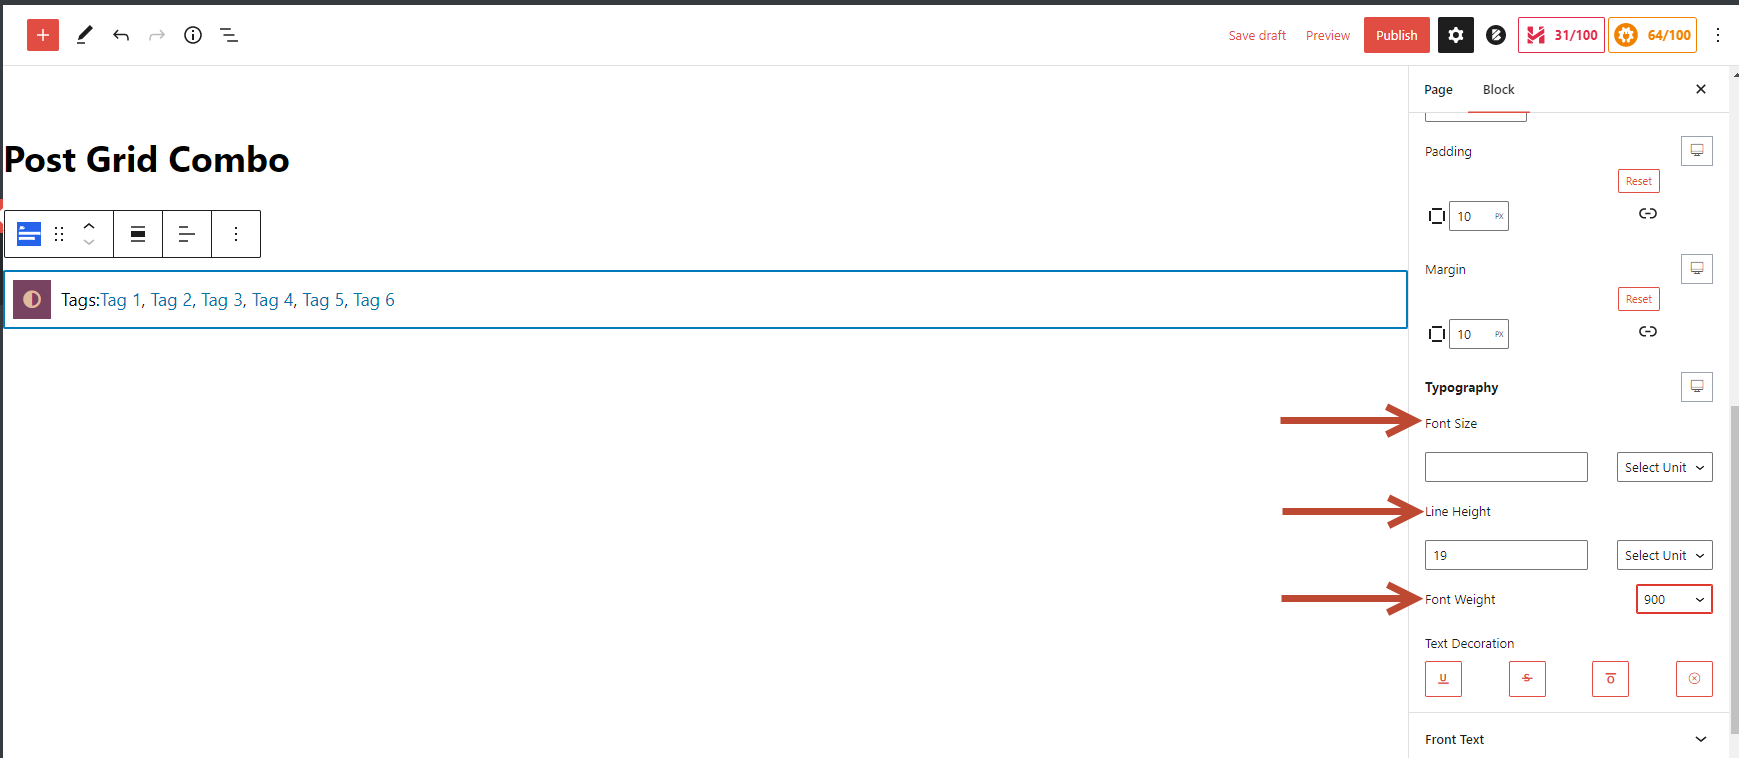 Save draft
Preview
Publish
31/100
64/100
Page
Block
Post Grid Combo
Tags:Tag 1, Tag 2, Tag 3, Tag 4, Tag 5, Tag 6
Padding
Reset
10 PX
Margin
Reset
10 PX
Typography
Font Size
Select Unit
Line Height
19
Select Unit
Font Weight
900
Text Decoration
U
S
O
Front Text